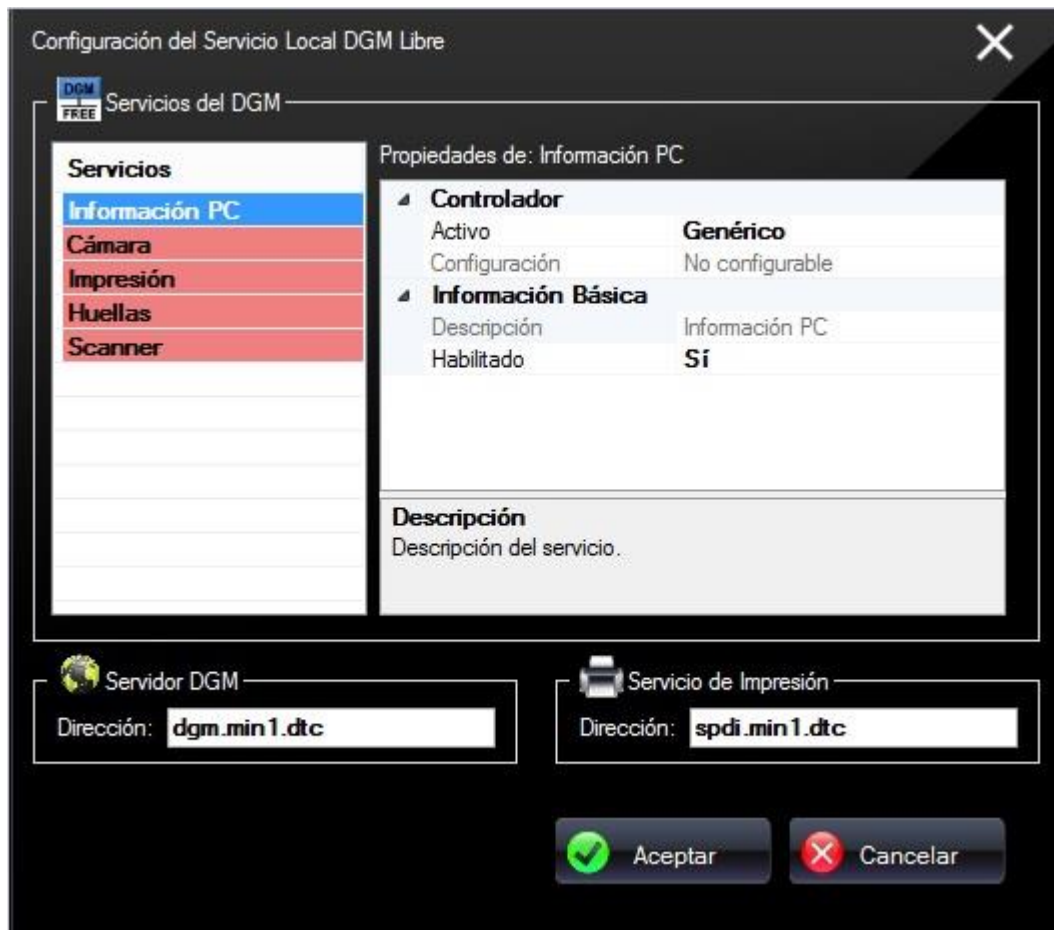 Configuración del Servicio Local DGM Libre
DGM
FREE
Servicios del DGM
Servicios
Información PC
Cámara
Impresión
Huellas
Scanner
Propiedades de: Información PC
Controlador
Activo Genérico
Configuración No configurable
Información Básica
Descripción Información PC
Habilitado Sí
Descripción
Descripción del servicio.
Servidor DGM
Dirección: dgm.min1.dtc
Servicio de Impresión
Dirección: spdi.min1.dtc
Aceptar Cancelar